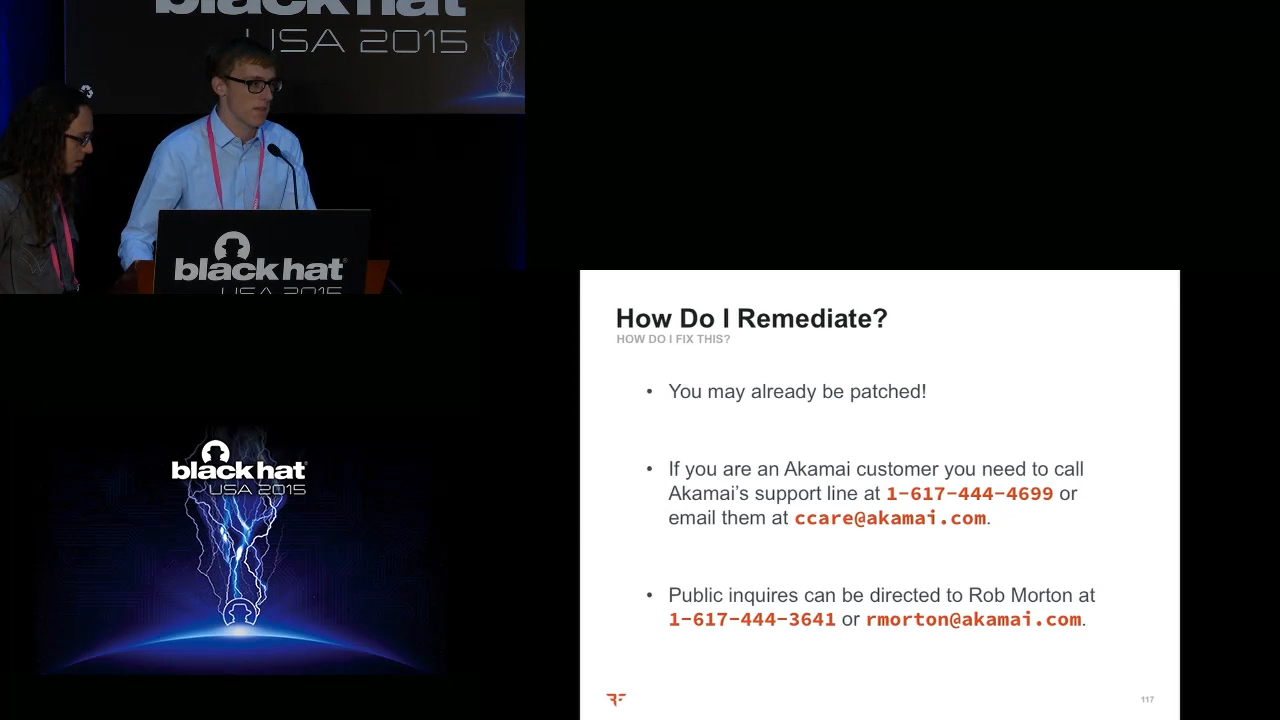 black hat
USA 2015
black hat
USA 2015
black hat
USA 2015
How Do I Remediate?
HOW DO I FIX THIS?
• You may already be patched!
• If you are an Akamai customer you need to call
Akamai’s support line at 1-617-444-4699 or
email them at ccare@akamai.com.
• Public inquires can be directed to Rob Morton at
1-617-444-3641 or rmorton@akamai.com.
117